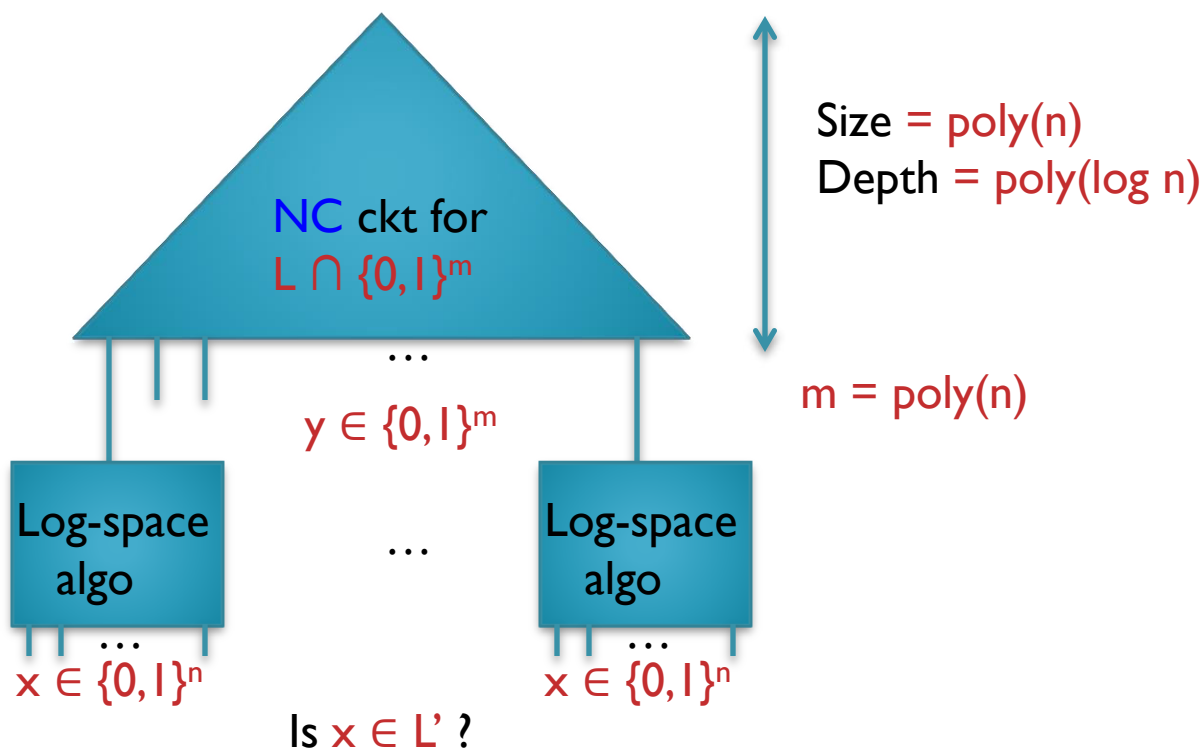 Size = poly(n)
Depth = poly(log n)
NC ckt for
L ∩ {0,1}ᵐ
…
m = poly(n)
y ∈ {0,1}ᵐ
Log-space
algo
…
Log-space
algo
…
x ∈ {0,1}ⁿ
…
x ∈ {0,1}ⁿ
Is x ∈ L’ ?